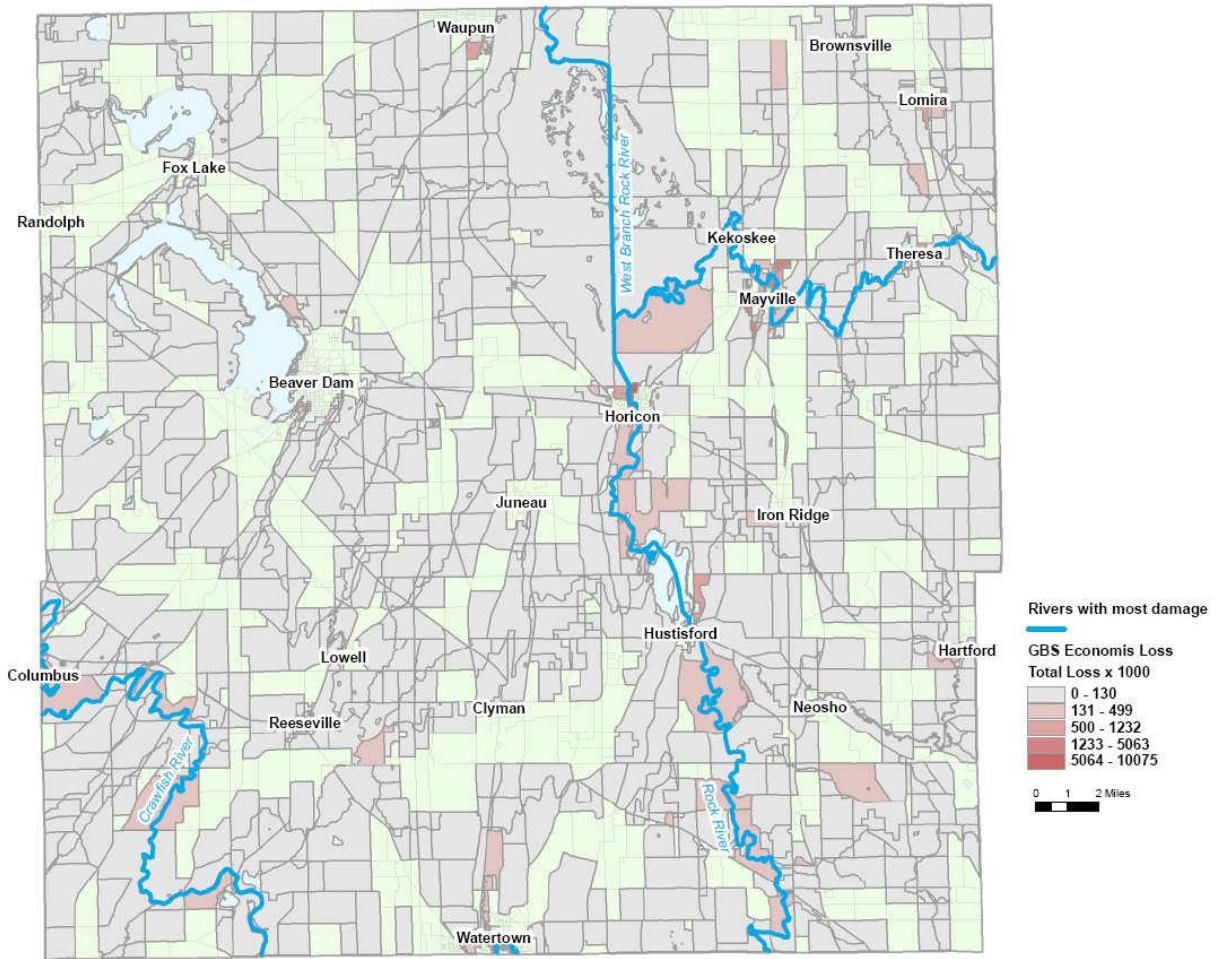 Waupun
Brownsville
Lomira
Fox Lake
Randolph
West Branch Rock River
Kekoskee
Theresa
Mayville
Beaver Dam
Horicon
Juneau
Iron Ridge
Hustisford
Hartford
Lowell
Columbus
Clyman
Neosho
Reeseville
Crawfish River
Rock River
Watertown
Rivers with most damage
GBS Economis Loss
Total Loss x 1000
0 - 130
131 - 499
500 - 1232
1233 - 5063
5064 - 10075
0 1 2 Miles